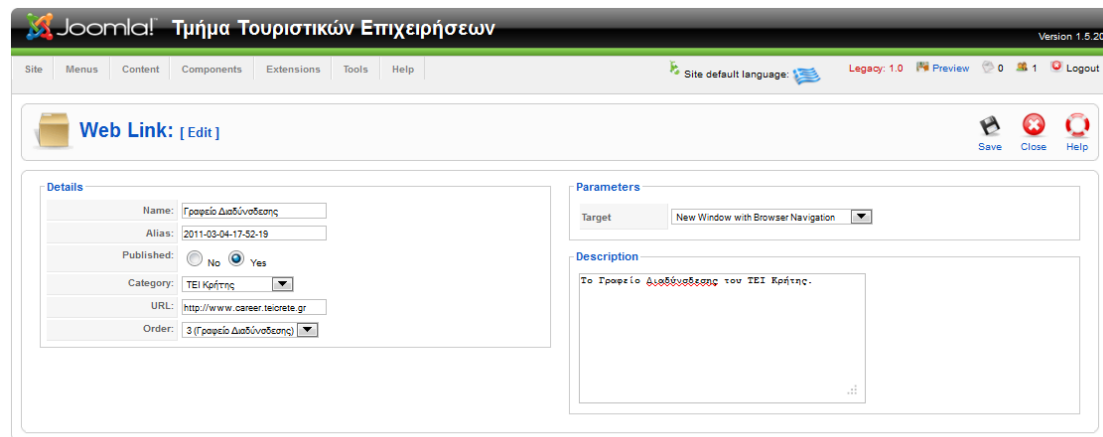 Joomla! Τμήμα Τουριστικών Επιχειρήσεων
Version 1.5.20
Site Menus Content Components Extensions Tools Help Site default language: Legacy: 1.0 Preview 0 1 Logout
Web Link: [ Edit ]
Save Close Help
Details
Name: Γραφείο Διαδύνσδεσης
Alias: 2011-03-04-17-52-19
Published: No Yes
Category: ΤΕΙ Κρήτης
URL: http://www.career.teicrete.gr
Order: 3 (Γραφείο Διαδύνσδεσης)
Parameters
Target New Window with Browser Navigation
Description
Το Γραφείο Διαδύνσδεσης του ΤΕΙ Κρήτης.